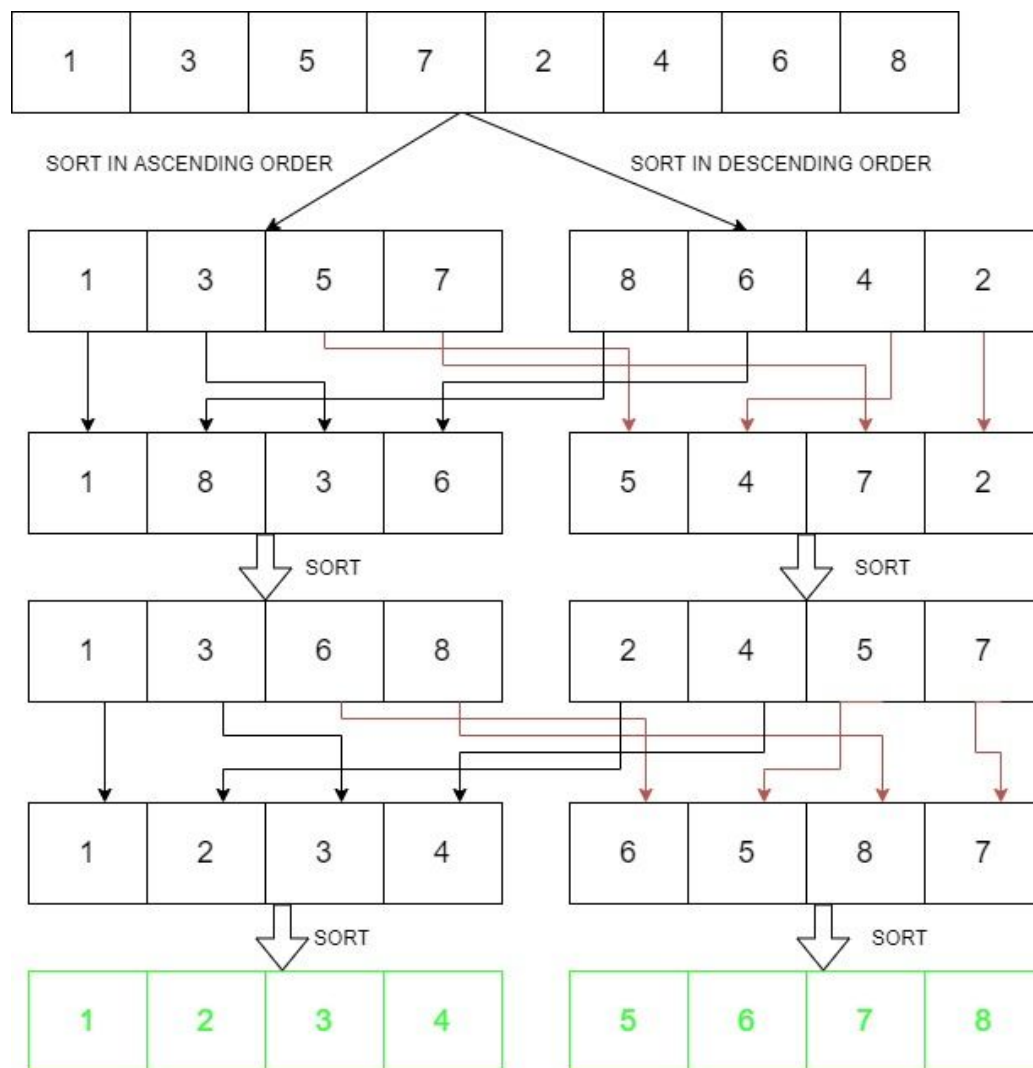 1 3 5 7 2 4 6 8
SORT IN ASCENDING ORDER SORT IN DESCENDING ORDER
1 3 5 7 8 6 4 2
1 8 3 6 5 4 7 2
SORT SORT
1 3 6 8 2 4 5 7
1 2 3 4 6 5 8 7
SORT SORT
1 2 3 4 5 6 7 8